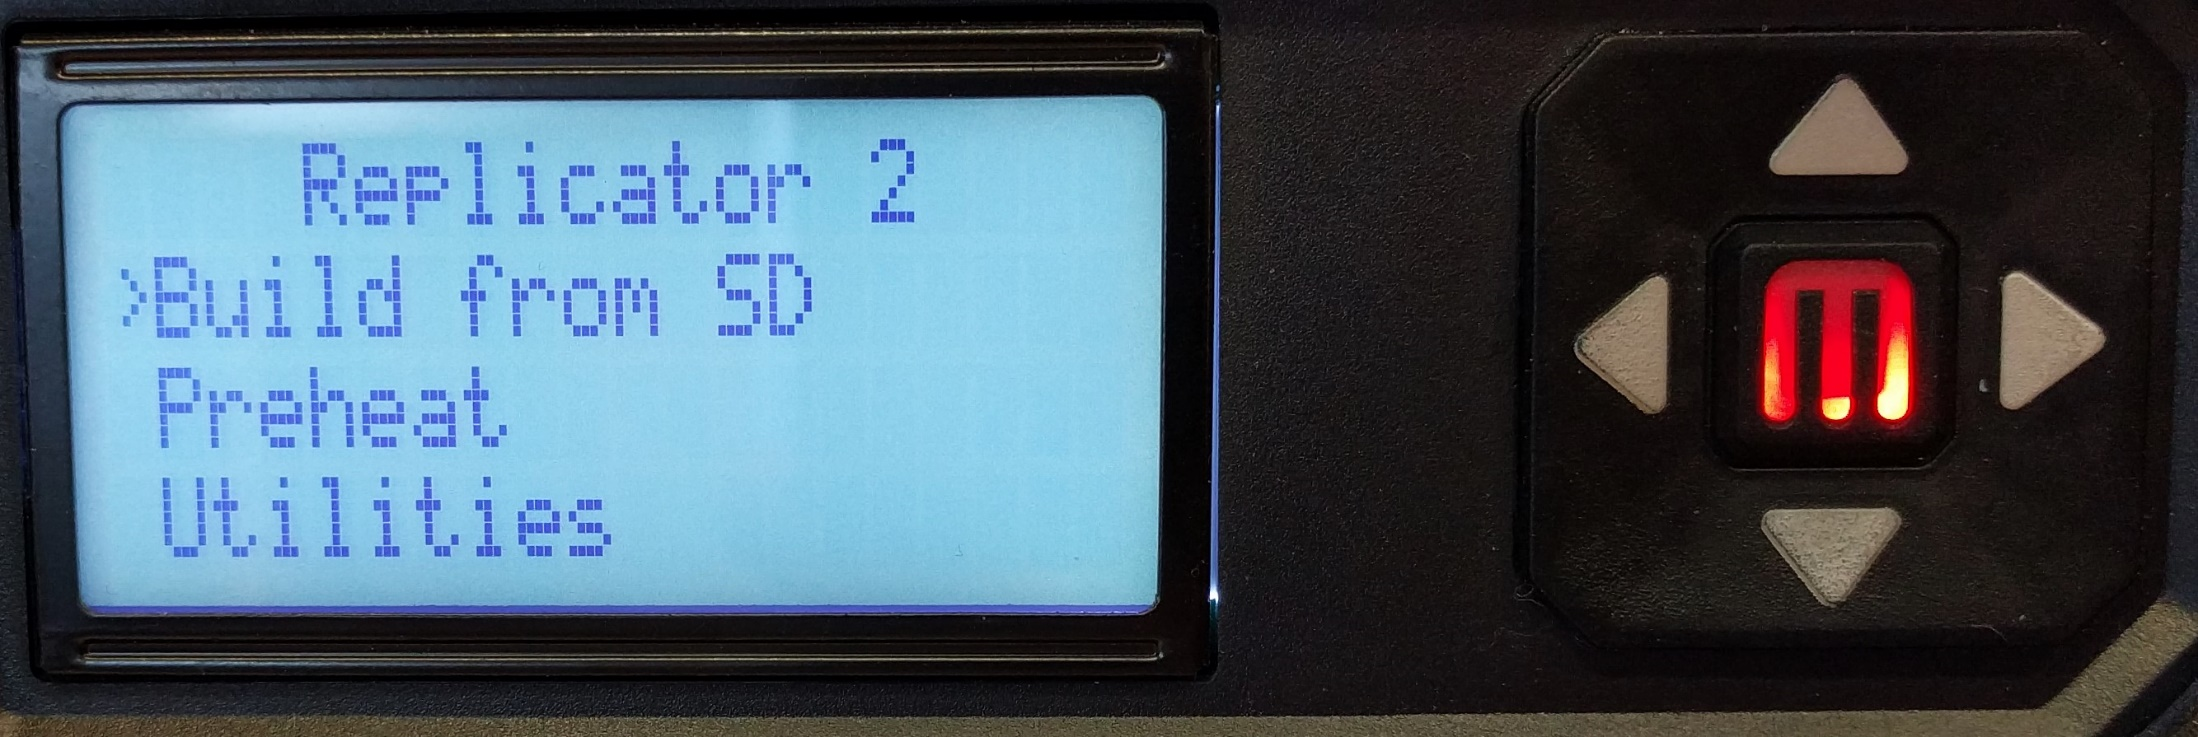 Replicator 2
>Build from SD
Preheat
Utilities
M